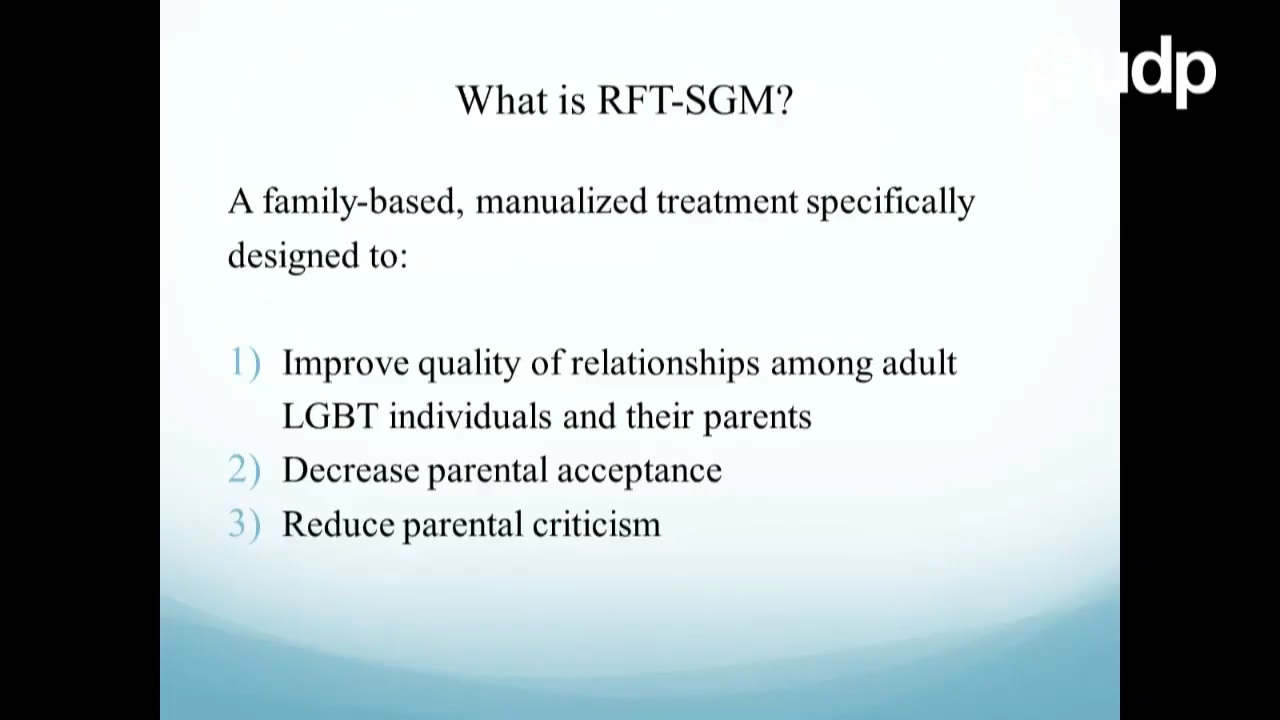 udp
What is RFT-SGM?
A family-based, manualized treatment specifically
designed to:
1) Improve quality of relationships among adult
LGBT individuals and their parents
2) Decrease parental acceptance
3) Reduce parental criticism